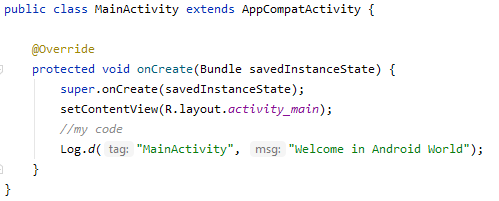 public class MainActivity extends AppCompatActivity {
@Override
protected void onCreate(Bundle savedInstanceState) {
super.onCreate(savedInstanceState);
setContentView(R.layout.activity_main);
//my code
Log.d( tag: "MainActivity", msg: "Welcome in Android World");
}
}